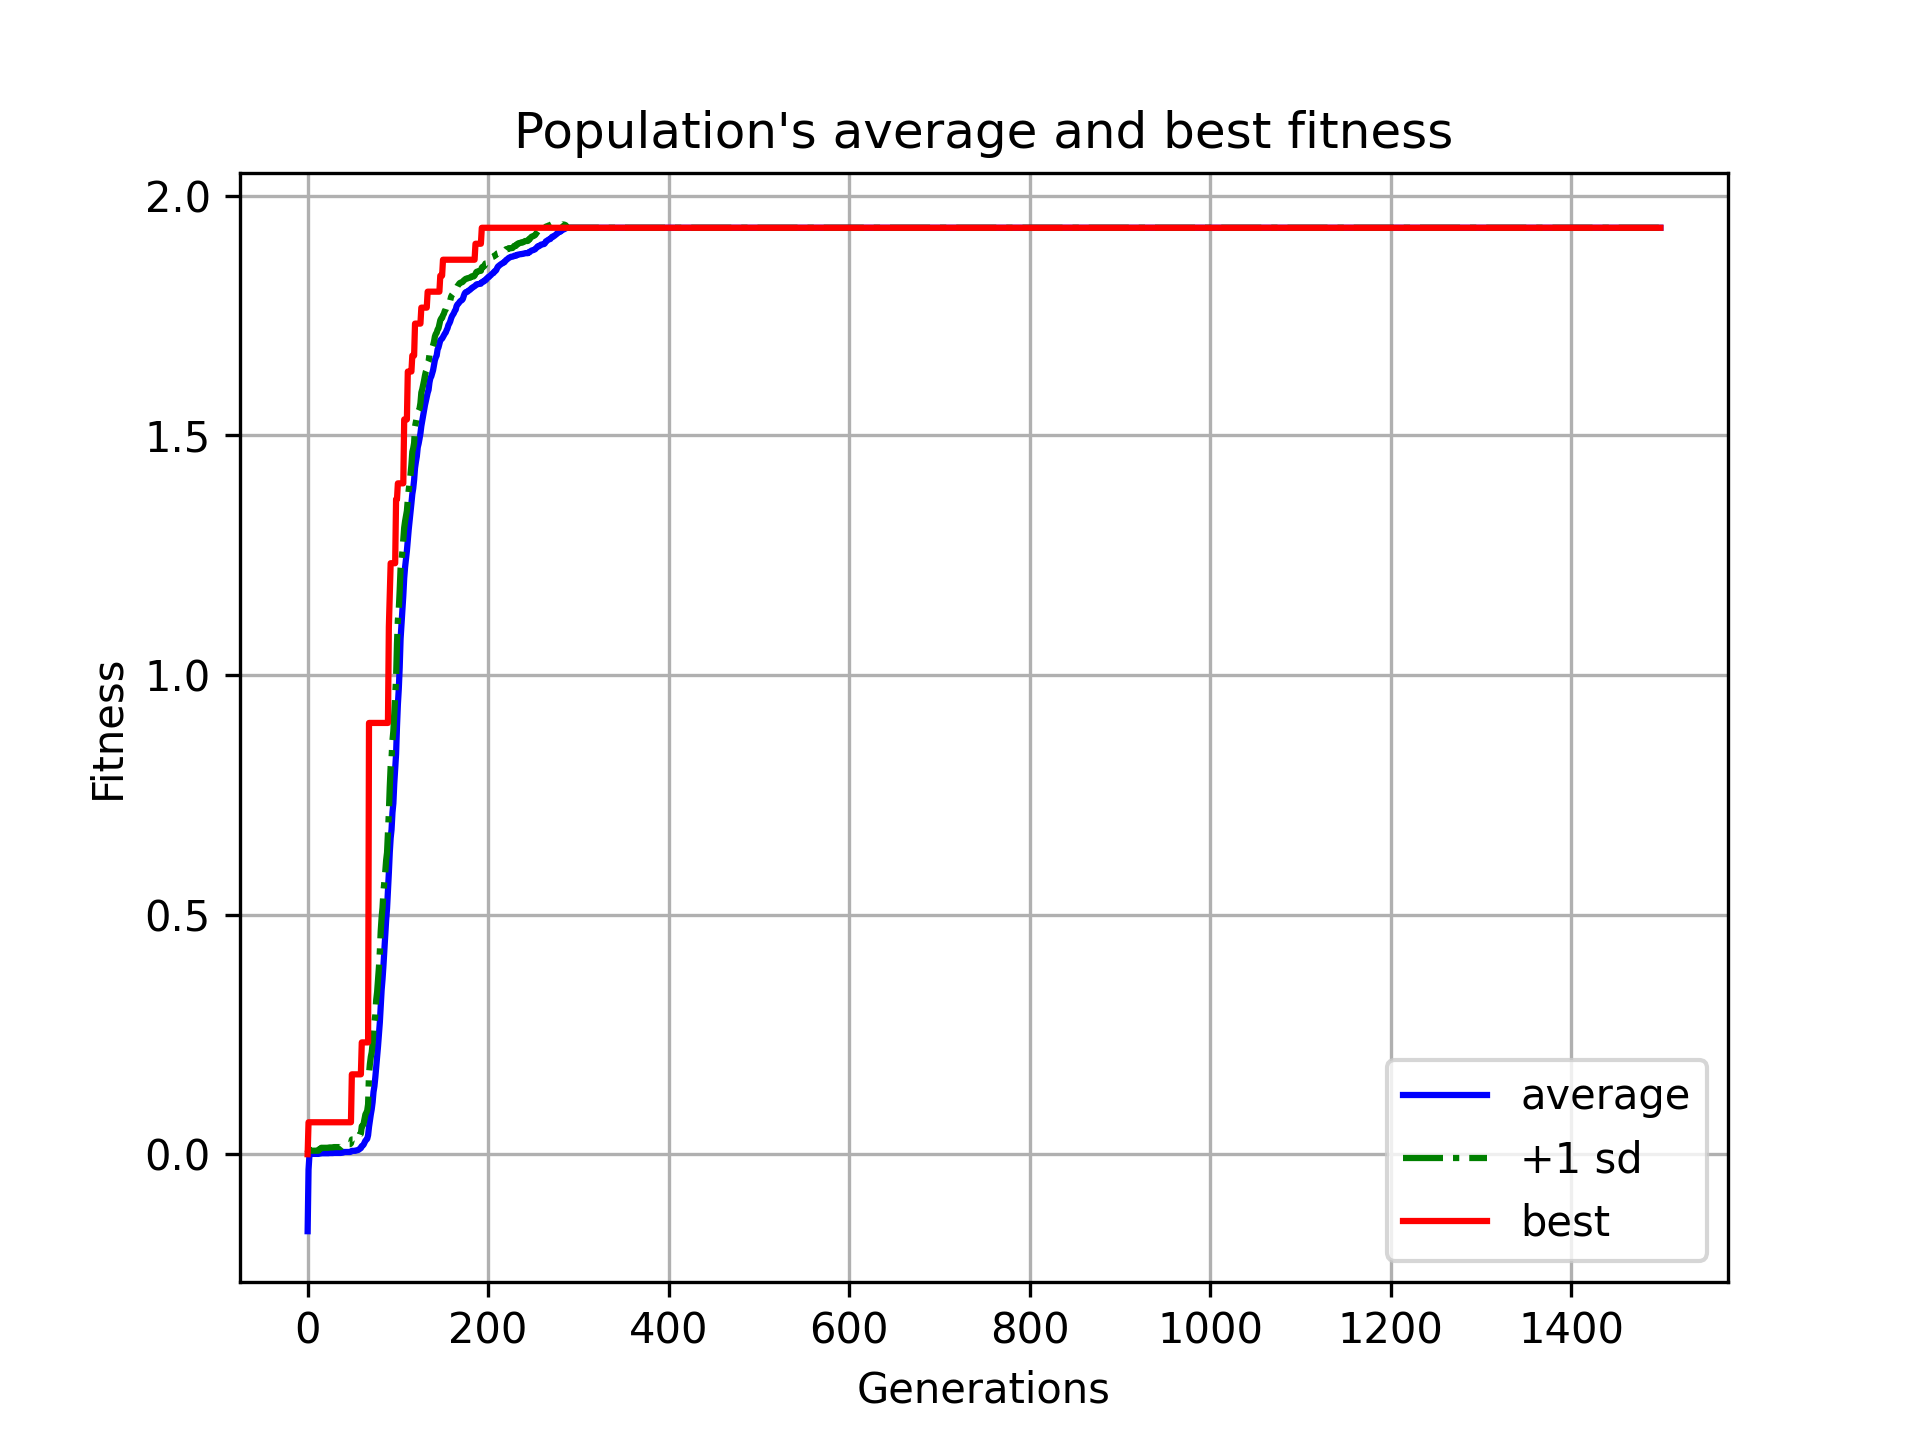 Population's average and best fitness
2.0
1.5
1.0
0.5
0.0
Fitness
average
+1 sd
best
0 200 400 600 800 1000 1200 1400
Generations